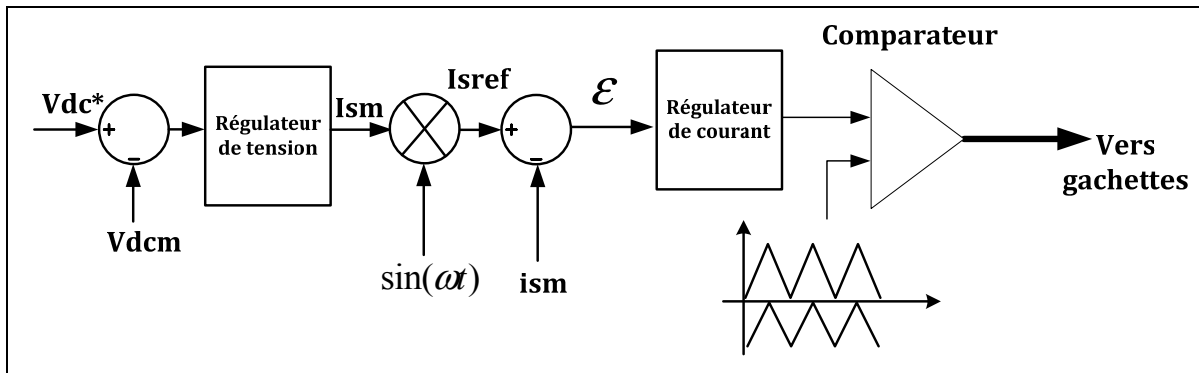 Comparateur
Vdc*
+
-
Régulateur
de tension
Ism
Isref
+
-
ε
Régulateur
de courant
Vers
gachettes
Vdcm
sin(ωt)
ism